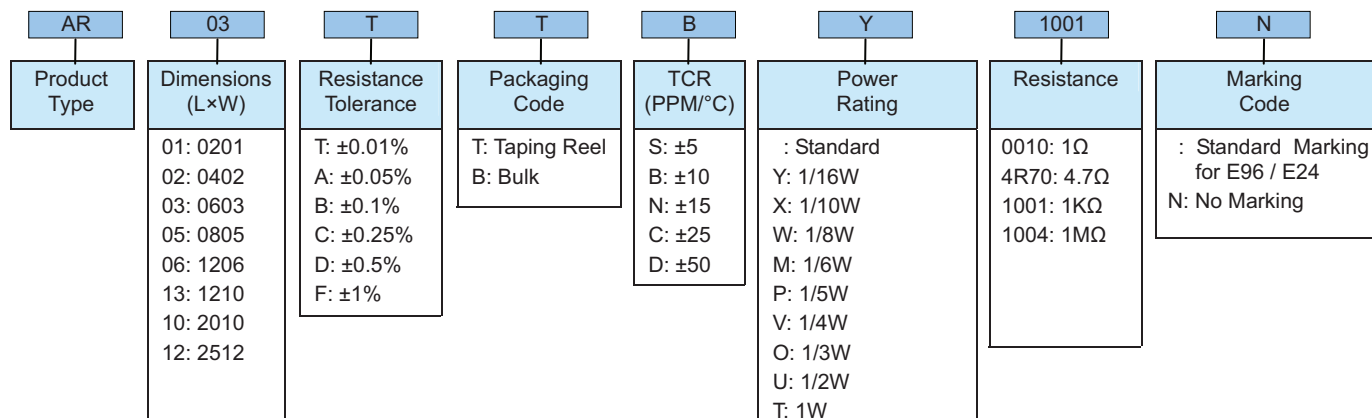 AR 03 T T B Y 1001 N
Product
Type
Dimensions
(L×W)
01: 0201
02: 0402
03: 0603
05: 0805
06: 1206
13: 1210
10: 2010
12: 2512
Resistance
Tolerance
T: ±0.01%
A: ±0.05%
B: ±0.1%
C: ±0.25%
D: ±0.5%
F: ±1%
Packaging
Code
T: Taping Reel
B: Bulk
TCR
(PPM/°C)
S: ±5
B: ±10
N: ±15
C: ±25
D: ±50
Power
Rating
: Standard
Y: 1/16W
X: 1/10W
W: 1/8W
M: 1/6W
P: 1/5W
V: 1/4W
O: 1/3W
U: 1/2W
T: 1W
Resistance
0010: 1Ω
4R70: 4.7Ω
1001: 1KΩ
1004: 1MΩ
Marking
Code
: Standard Marking
for E96 / E24
N: No Marking